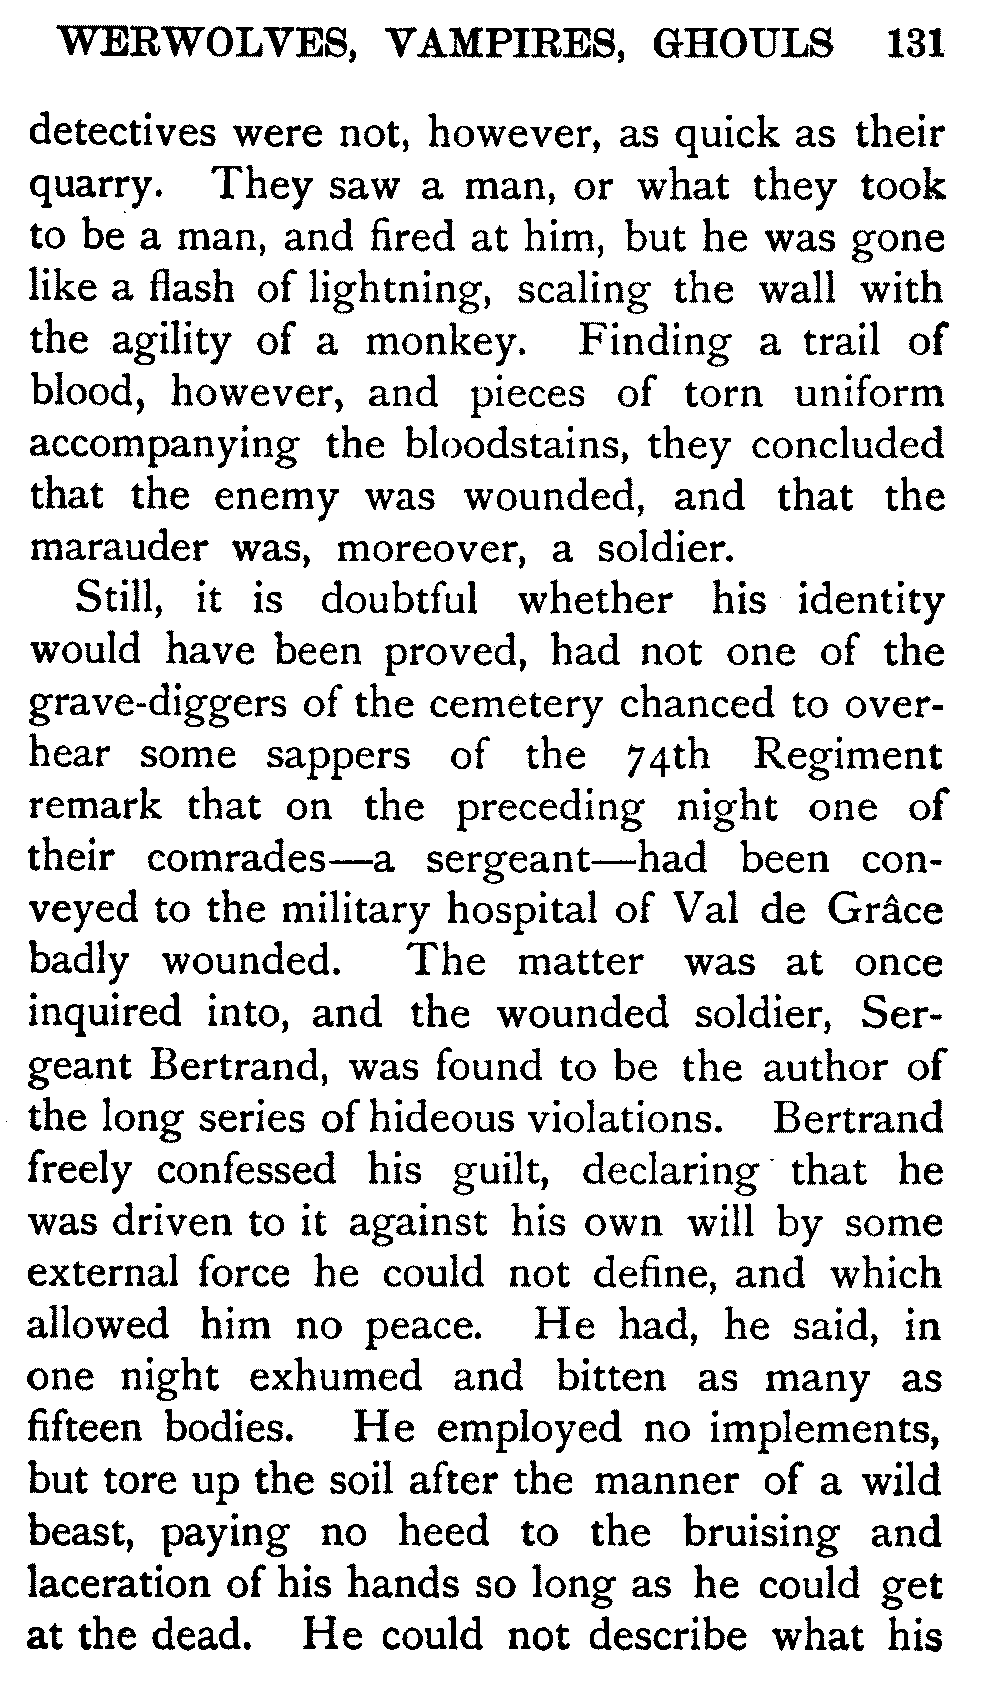 WERWOLVES, VAMPIRES, GHOULS 131
detectives were not, however, as quick as their
quarry. They saw a man, or what they took
to be a man, and fired at him, but he was gone
like a flash of lightning, scaling the wall with
the agility of a monkey. Finding a trail of
blood, however, and pieces of torn uniform
accompanying the bloodstains, they concluded
that the enemy was wounded, and that the
marauder was, moreover, a soldier.
Still, it is doubtful whether his identity
would have been proved, had not one of the
grave-diggers of the cemetery chanced to over-
hear some sappers of the 74th Regiment
remark that on the preceding night one of
their comrades—a sergeant—had been con-
veyed to the military hospital of Val de Grâce
badly wounded. The matter was at once
inquired into, and the wounded soldier, Ser-
geant Bertrand, was found to be the author of
the long series of hideous violations. Bertrand
freely confessed his guilt, declaring that he
was driven to it against his own will by some
external force he could not define, and which
allowed him no peace. He had, he said, in
one night exhumed and bitten as many as
fifteen bodies. He employed no implements,
but tore up the soil after the manner of a wild
beast, paying no heed to the bruising and
laceration of his hands so long as he could get
at the dead. He could not describe what his